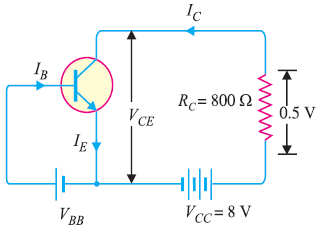 I_C
I_B
R_C = 800 Ω
0.5 V
V_CE
I_E
V_BB
V_CC = 8 V